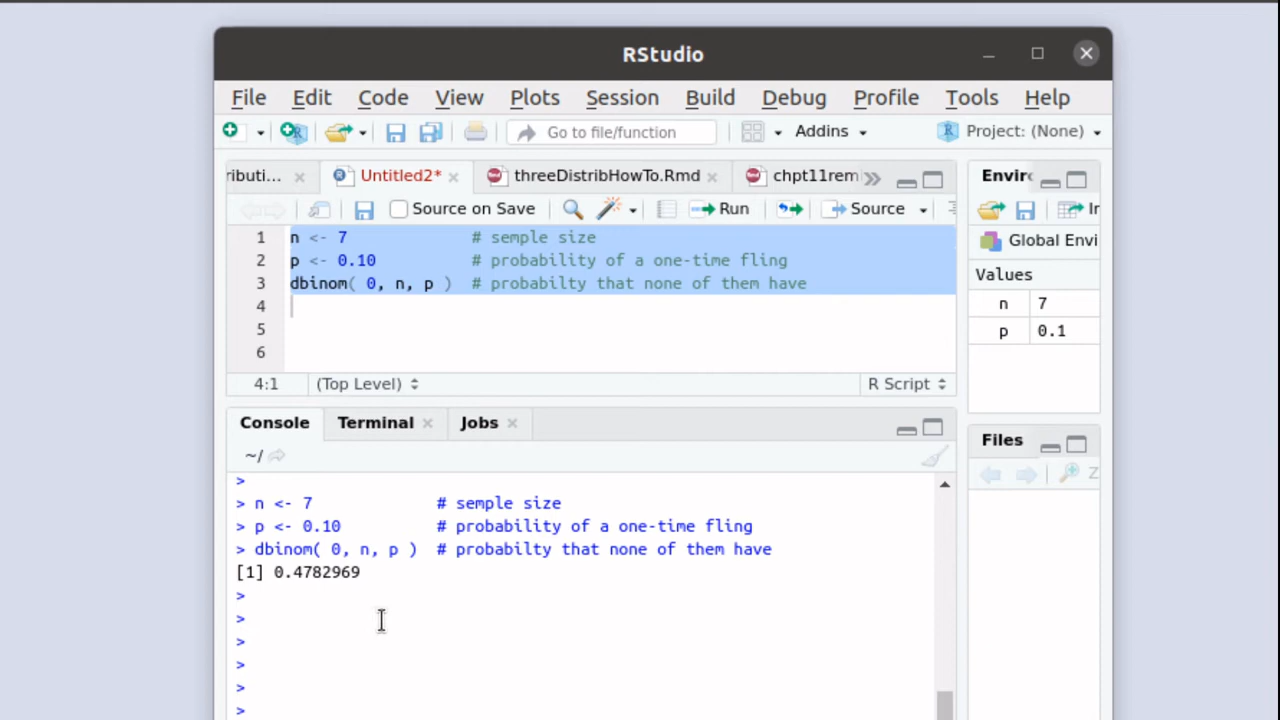 RStudio
File Edit Code View Plots Session Build Debug Profile Tools Help
Go to file/function Addins Project: (None)
ributi... Untitled2* threeDistribHowTo.Rmd chpt11rem
Source on Save Run Source
1 n <- 7 # semple size
2 p <- 0.10 # probability of a one-time fling
3 dbinom( 0, n, p ) # probabilty that none of them have
4
5
6
4:1 (Top Level) R Script
Envir
Global Envi
Values
n 7
p 0.1
Console Terminal Jobs
~/
>
> n <- 7 # semple size
> p <- 0.10 # probability of a one-time fling
> dbinom( 0, n, p ) # probabilty that none of them have
[1] 0.4782969
>
>
>
>
>
>
Files